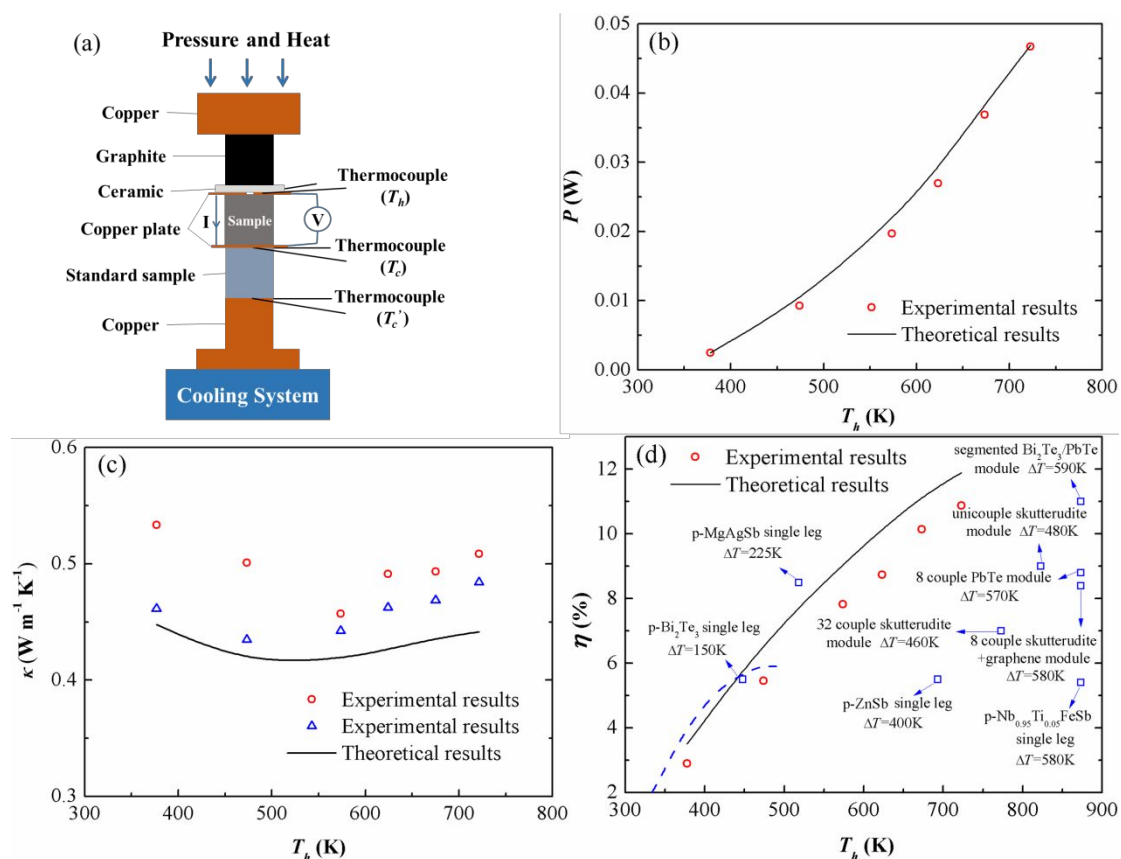 (a)
Pressure and Heat
Copper
Graphite
Ceramic
Thermocouple
(Th)
I
Sample
V
Copper plate
Thermocouple
(Tc)
Standard sample
Thermocouple
(Tc')
Copper
Cooling System
(b)
0.05
0.04
0.03
0.02
0.01
0.00
P (W)
Experimental results
Theoretical results
300 400 500 600 700 800
Th (K)
(c)
0.6
0.5
0.4
0.3
κ (W m-1 K-1)
Experimental results
Experimental results
Theoretical results
300 400 500 600 700 800
Th (K)
(d)
12
10
8
6
4
2
η (%)
Experimental results
Theoretical results
segmented Bi2Te3/PbTe
module ΔT=590K
unicouple skutterudite
module ΔT=480K
p-MgAgSb single leg
ΔT=225K
8 couple PbTe module
ΔT=570K
p-Bi2Te3 single leg
ΔT=150K
32 couple skutterudite
module ΔT=460K
8 couple skutterudite
+graphene module
ΔT=580K
p-ZnSb single leg
ΔT=400K
p-Nb0.95Ti0.05FeSb
single leg
ΔT=580K
300 400 500 600 700 800 900
Th (K)